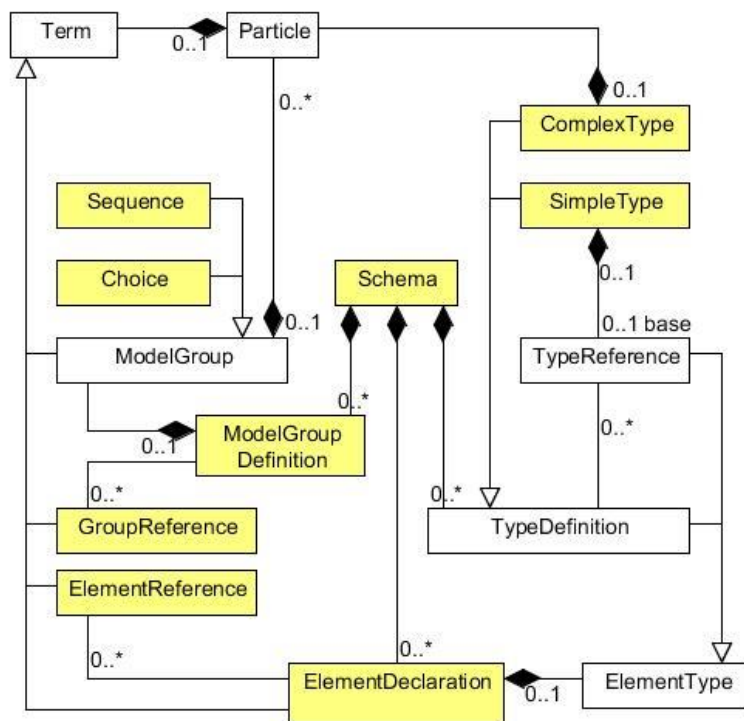 Term
Particle
0..1
0..*
0..1
ComplexType
Sequence
SimpleType
Choice
Schema
0..1
0..1
0..1 base
ModelGroup
TypeReference
0..*
0..1
ModelGroup
Definition
0..*
0..*
0..*
GroupReference
TypeDefinition
ElementReference
0..*
0..*
ElementDeclaration
0..1
ElementType